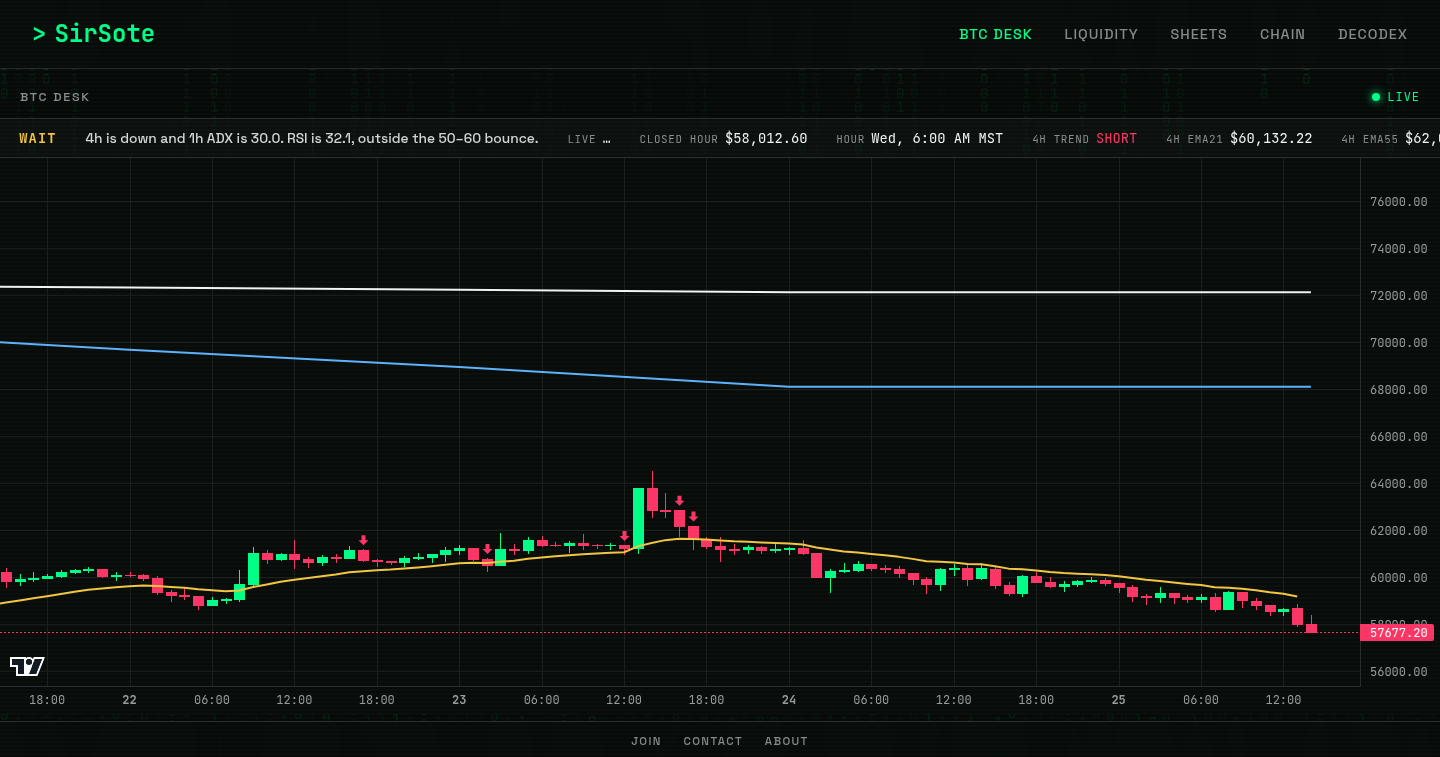 > SirSote
BTC DESK LIQUIDITY SHEETS CHAIN DECODEX
BTC DESK
LIVE
WAIT 4h is down and 1h ADX is 30.0. RSI is 32.1, outside the 50–60 bounce. LIVE … CLOSED HOUR $58,012.60 HOUR Wed, 6:00 AM MST 4H TREND SHORT 4H EMA21 $60,132.22 4H EMA55
76000.00
74000.00
72000.00
70000.00
68000.00
66000.00
64000.00
62000.00
60000.00
57677.20
56000.00
18:00 22 06:00 12:00 18:00 23 06:00 12:00 18:00 24 06:00 12:00 18:00 25 06:00 12:00
JOIN CONTACT ABOUT